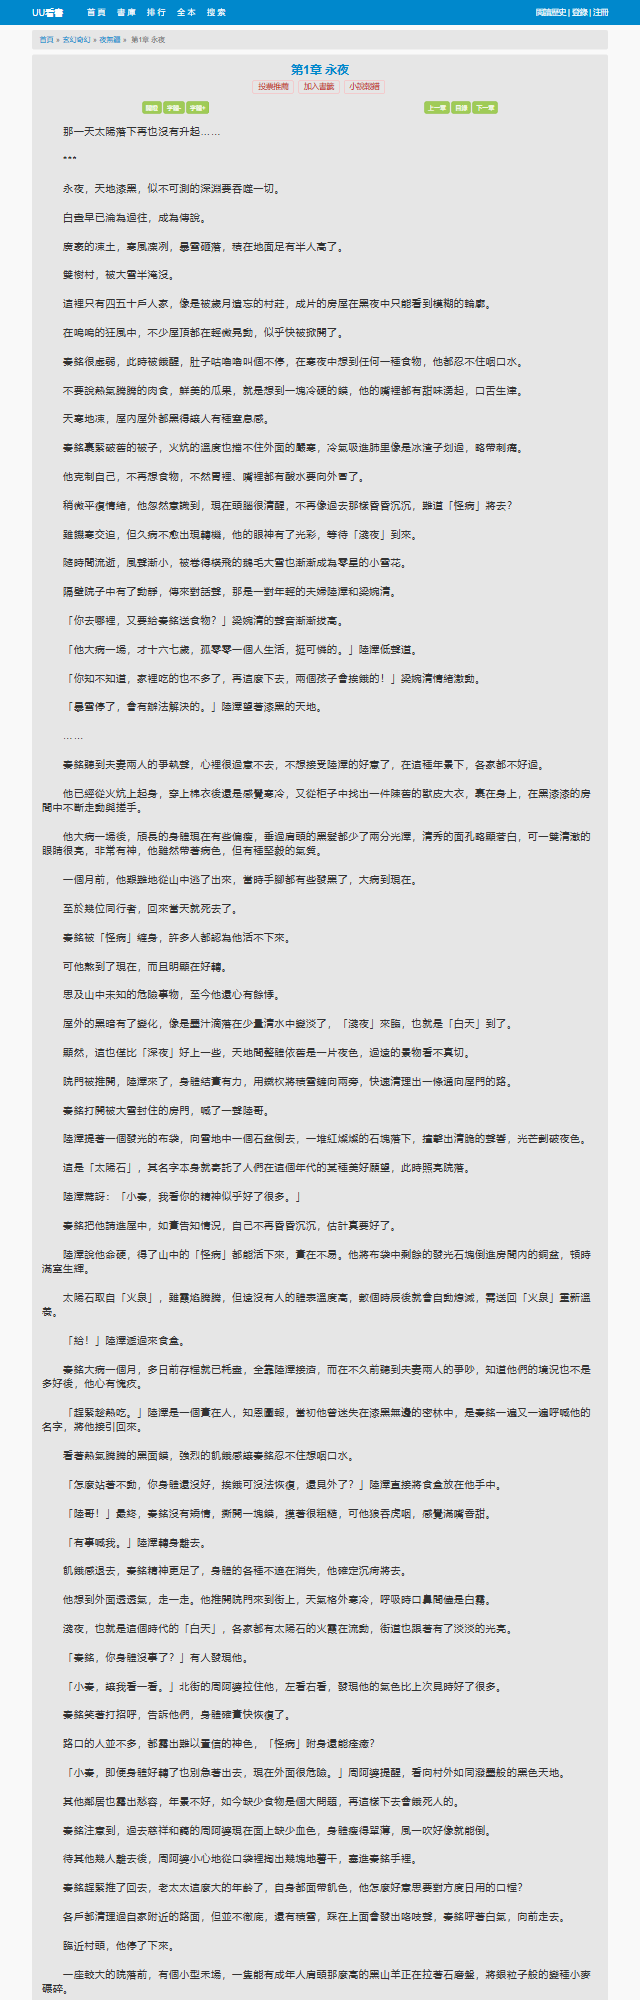 UU看書 首頁 書庫 排行 全本 搜索 閱讀歷史 | 登錄 | 注冊
首頁 » 玄幻奇幻 » 夜無疆 » 第1章 永夜
第1章 永夜
投票推薦 加入書籤 小說報錯
字體- 字體+ 上一章 目錄 下一章
那一天太陽落下再也沒有升起……
***
永夜，天地漆黑，似不可測的深淵要吞噬一切。
白晝早已淪為過往，成為傳說。
廣袤的凍土，寒風凜冽，暴雪砸落，積在地面足有半人高了。
雙樹村，被大雪半淹沒。
這裡只有四五十戶人家，像是被歲月遺忘的村莊，成片的房屋在黑夜中只能看到模糊的輪廓。
在嗚嗚的狂風中，不少屋頂都在輕微晃動，似乎快被掀開了。
秦銘很虛弱，此時被餓醒，肚子咕嚕嚕叫個不停，在寒夜中想到任何一種食物，他都忍不住咽口水。
不要說熱氣騰騰的肉食，鮮美的瓜果，就是想到一塊冷硬的饃，他的嘴裡都有甜味湧起，口舌生津。
天寒地凍，屋內屋外都黑得讓人有種窒息感。
秦銘裹緊破舊的被子，火炕的溫度也擋不住外面的嚴寒，冷氣吸進肺里像是冰渣子划過，略帶刺痛。
他克制自己，不再想食物，不然胃裡、嘴裡都有酸水要向外冒了。
稍微平復情緒，他忽然意識到，現在頭腦很清醒，不再像過去那樣昏昏沉沉，難道「怪病」將去？
雖饑寒交迫，但久病不愈出現轉機，他的眼神有了光彩，等待「淺夜」到來。
隨時間流逝，風聲漸小，被卷得橫飛的鵝毛大雪也漸漸成為零星的小雪花。
隔壁院子中有了動靜，傳來對話聲，那是一對年輕的夫婦陸澤和梁婉清。
「你去哪裡，又要給秦銘送食物？」梁婉清的聲音漸漸拔高。
「他大病一場，才十六七歲，孤零零一個人生活，挺可憐的。」陸澤低聲道。
「你知不知道，家裡吃的也不多了，再這麼下去，兩個孩子會挨餓的！」梁婉清情緒激動。
「暴雪停了，會有辦法解決的。」陸澤望著漆黑的天地。
……
秦銘聽到夫妻兩人的爭執聲，心裡很過意不去，不想接受陸澤的好意了，在這種年景下，各家都不好過。
他已經從火炕上起身，穿上棉衣後還是感覺寒冷，又從柜子中找出一件陳舊的獸皮大衣，裹在身上，在黑漆漆的房
間中不斷走動與搓手。
他大病一場後，頎長的身體現在有些偏瘦，垂過肩頭的黑髮都少了兩分光澤，清秀的面孔略顯蒼白，可一雙清澈的
眼睛很亮，非常有神，他雖然帶著病色，但有種堅毅的氣質。
一個月前，他艱難地從山中逃了出來，當時手腳都有些發黑了，大病到現在。
至於幾位同行者，回來當天就死去了。
秦銘被「怪病」纏身，許多人都認為他活不下來。
可他熬到了現在，而且明顯在好轉。
思及山中未知的危險事物，至今他還心有餘悸。
屋外的黑暗有了變化，像是墨汁滴落在少量清水中變淡了，「淺夜」來臨，也就是「白天」到了。
顯然，這也僅比「深夜」好上一些，天地間整體依舊是一片夜色，過遠的景物看不真切。
院門被推開，陸澤來了，身體結實有力，用鐵杴將積雪鏟向兩旁，快速清理出一條通向屋門的路。
秦銘打開被大雪封住的房門，喊了一聲陸哥。
陸澤提著一個發光的布袋，向雪地中一個石盆倒去，一堆紅燦燦的石塊落下，撞擊出清脆的聲響，光芒劃破夜色。
這是「太陽石」，其名字本身就寄託了人們在這個年代的某種美好願望，此時照亮院落。
陸澤驚訝：「小秦，我看你的精神似乎好了很多。」
秦銘把他請進屋中，如實告知情況，自己不再昏昏沉沉，估計真要好了。
陸澤說他命硬，得了山中的「怪病」都能活下來，實在不易。他將布袋中剩餘的發光石塊倒進房間內的銅盆，頓時
滿室生輝。
太陽石取自「火泉」，雖霞焰騰騰，但遠沒有人的體表溫度高，數個時辰後就會自動熄滅，需送回「火泉」重新溫
養。
「給！」陸澤遞過來食盒。
秦銘大病一個月，多日前存糧就已耗盡，全靠陸澤接濟，而在不久前聽到夫妻兩人的爭吵，知道他們的境況也不是
多好後，他心有愧疚。
「趕緊趁熱吃。」陸澤是一個實在人，知恩圖報，當初他曾迷失在漆黑無邊的密林中，是秦銘一遍又一遍呼喊他的
名字，將他接引回來。
看著熱氣騰騰的黑面饃，強烈的飢餓感讓秦銘忍不住想咽口水。
「怎麼站著不動，你身體還沒好，挨餓可沒法恢復，還見外了？」陸澤直接將食盒放在他手中。
「陸哥！」最終，秦銘沒有矯情，撕開一塊饃，摸著很粗糙，可他狼吞虎咽，感覺滿嘴香甜。
「有事喊我。」陸澤轉身離去。
飢餓感退去，秦銘精神更足了，身體的各種不適在消失，他確定沉疴將去。
他想到外面透透氣，走一走。他推開院門來到街上，天氣格外寒冷，呼吸時口鼻間儘是白霧。
淺夜，也就是這個時代的「白天」，各家都有太陽石的火霞在流動，街道也跟著有了淡淡的光亮。
「秦銘，你身體沒事了？」有人發現他。
「小秦，讓我看一看。」北街的周阿婆拉住他，左看右看，發現他的氣色比上次見時好了很多。
秦銘笑著打招呼，告訴他們，身體確實快恢復了。
路口的人並不多，都露出難以置信的神色，「怪病」附身還能痊癒？
「小秦，即便身體好轉了也別急著出去，現在外面很危險。」周阿婆提醒，看向村外如同潑墨般的黑色天地。
其他鄰居也露出愁容，年景不好，如今缺少食物是個大問題，再這樣下去會餓死人的。
秦銘注意到，過去慈祥和藹的周阿婆現在面上缺少血色，身體瘦得單薄，風一吹好像就能倒。
待其他幾人離去後，周阿婆小心地從口袋裡掏出幾塊地薯干，塞進秦銘手裡。
秦銘趕緊推了回去，老太太這麼大的年齡了，自身都面帶飢色，他怎麼好意思要對方度日用的口糧？
各戶都清理過自家附近的路面，但並不徹底，還有積雪，踩在上面會發出咯吱聲，秦銘呼著白氣，向前走去。
臨近村頭，他停了下來。
一座較大的院落前，有個小型禾場，一隻能有成年人肩頭那麼高的黑山羊正在拉著石磨盤，將銀粒子般的變種小麥
碾碎。